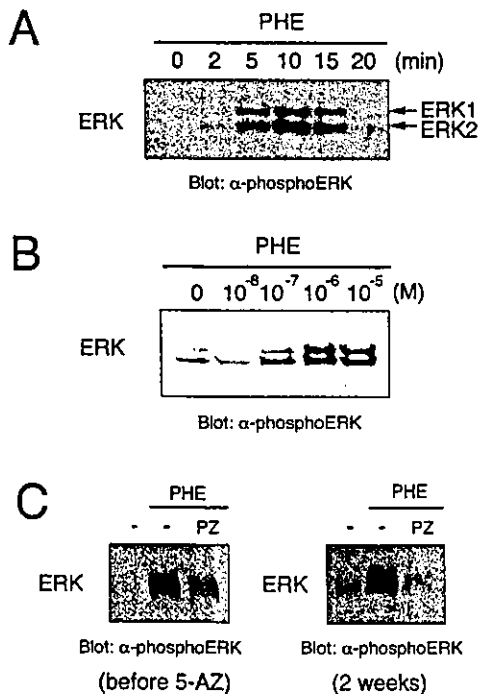 A
PHE
0 2 5 10 15 20 (min)
ERK
ERK1
ERK2
Blot: α-phosphoERK
B
PHE
0 10⁻⁸ 10⁻⁷ 10⁻⁶ 10⁻⁵ (M)
ERK
Blot: α-phosphoERK
C
PHE PHE
- - PZ - - PZ
ERK ERK
Blot: α-phosphoERK Blot: α-phosphoERK
(before 5-AZ) (2 weeks)